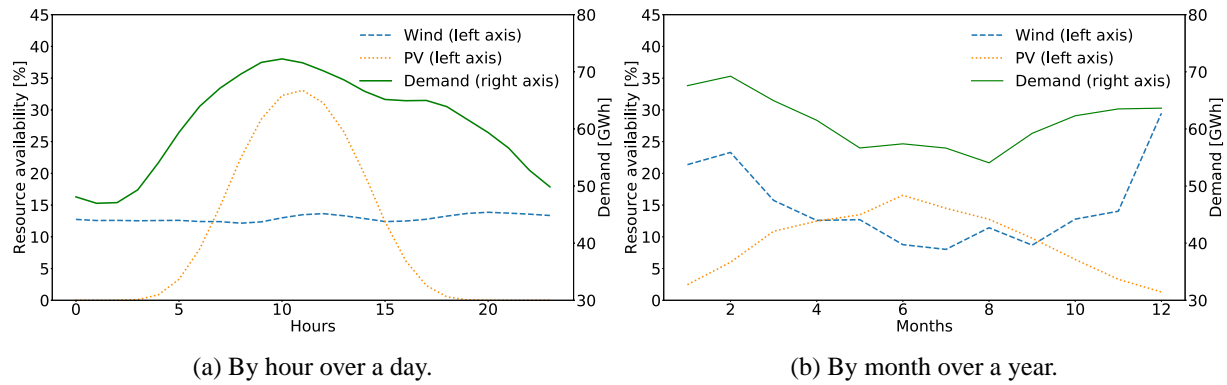 45
40
35
30
25
20
15
10
5
0
Resource availability [%]
Wind (left axis)
PV (left axis)
Demand (right axis)
80
70
60
50
40
30
Demand [GWh]
0 5 10 15 20
Hours
(a) By hour over a day.
45
40
35
30
25
20
15
10
5
0
Resource availability [%]
Wind (left axis)
PV (left axis)
Demand (right axis)
80
70
60
50
40
30
Demand [GWh]
2 4 6 8 10 12
Months
(b) By month over a year.